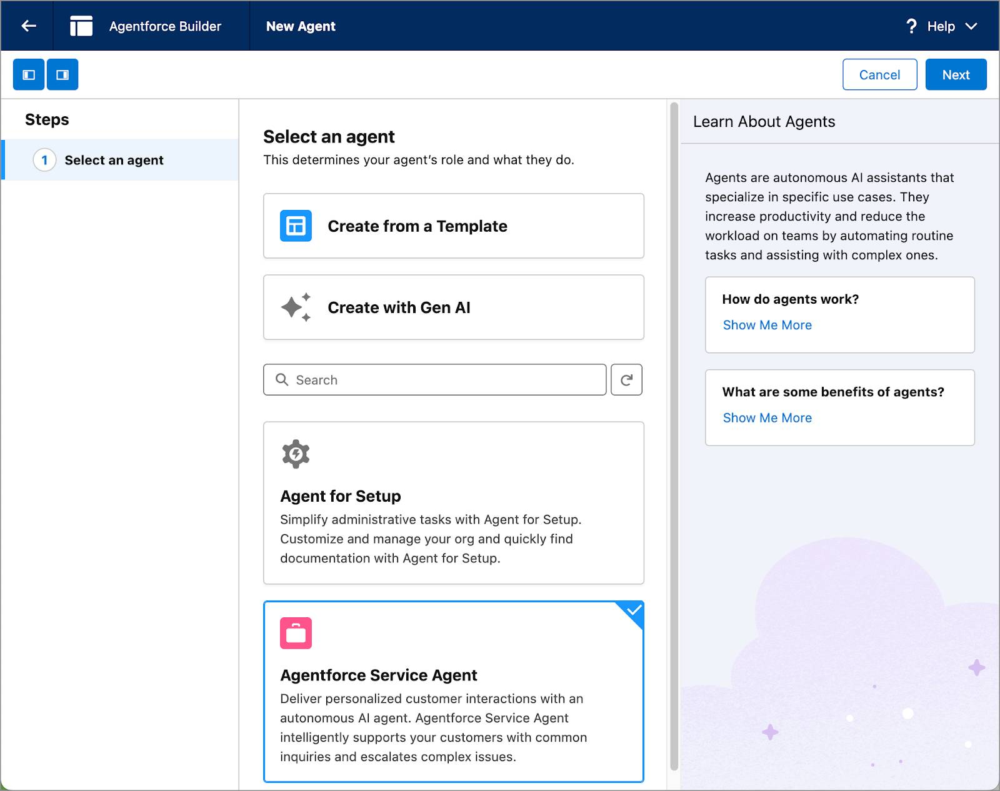 Agentforce Builder
New Agent
? Help
Cancel
Next
Steps
1 Select an agent
Select an agent
This determines your agent’s role and what they do.
Create from a Template
Create with Gen AI
Search
Agent for Setup
Simplify administrative tasks with Agent for Setup.
Customize and manage your org and quickly find
documentation with Agent for Setup.
Agentforce Service Agent
Deliver personalized customer interactions with an
autonomous AI agent. Agentforce Service Agent
intelligently supports your customers with common
inquiries and escalates complex issues.
Learn About Agents
Agents are autonomous AI assistants that
specialize in specific use cases. They
increase productivity and reduce the
workload on teams by automating routine
tasks and assisting with complex ones.
How do agents work?
Show Me More
What are some benefits of agents?
Show Me More